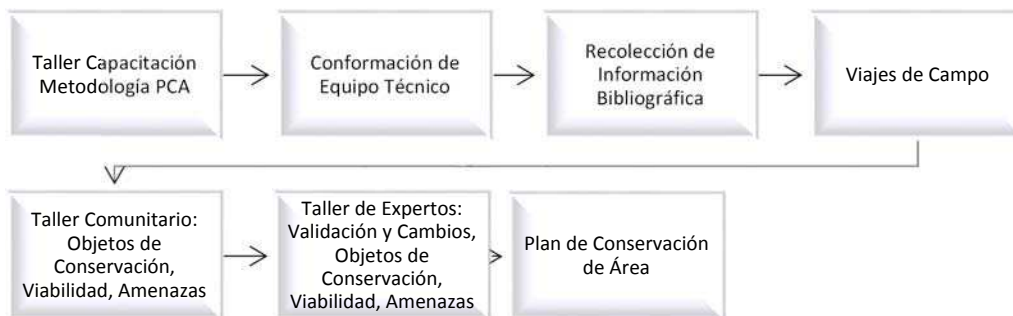 Taller Capacitación
Metodología PCA
Conformación de
Equipo Técnico
Recolección de
Información
Bibliográfica
Viajes de Campo
Taller Comunitario:
Objetos de
Conservación,
Viabilidad, Amenazas
Taller de Expertos:
Validación y Cambios,
Objetos de
Conservación,
Viabilidad, Amenazas
Plan de Conservación
de Área